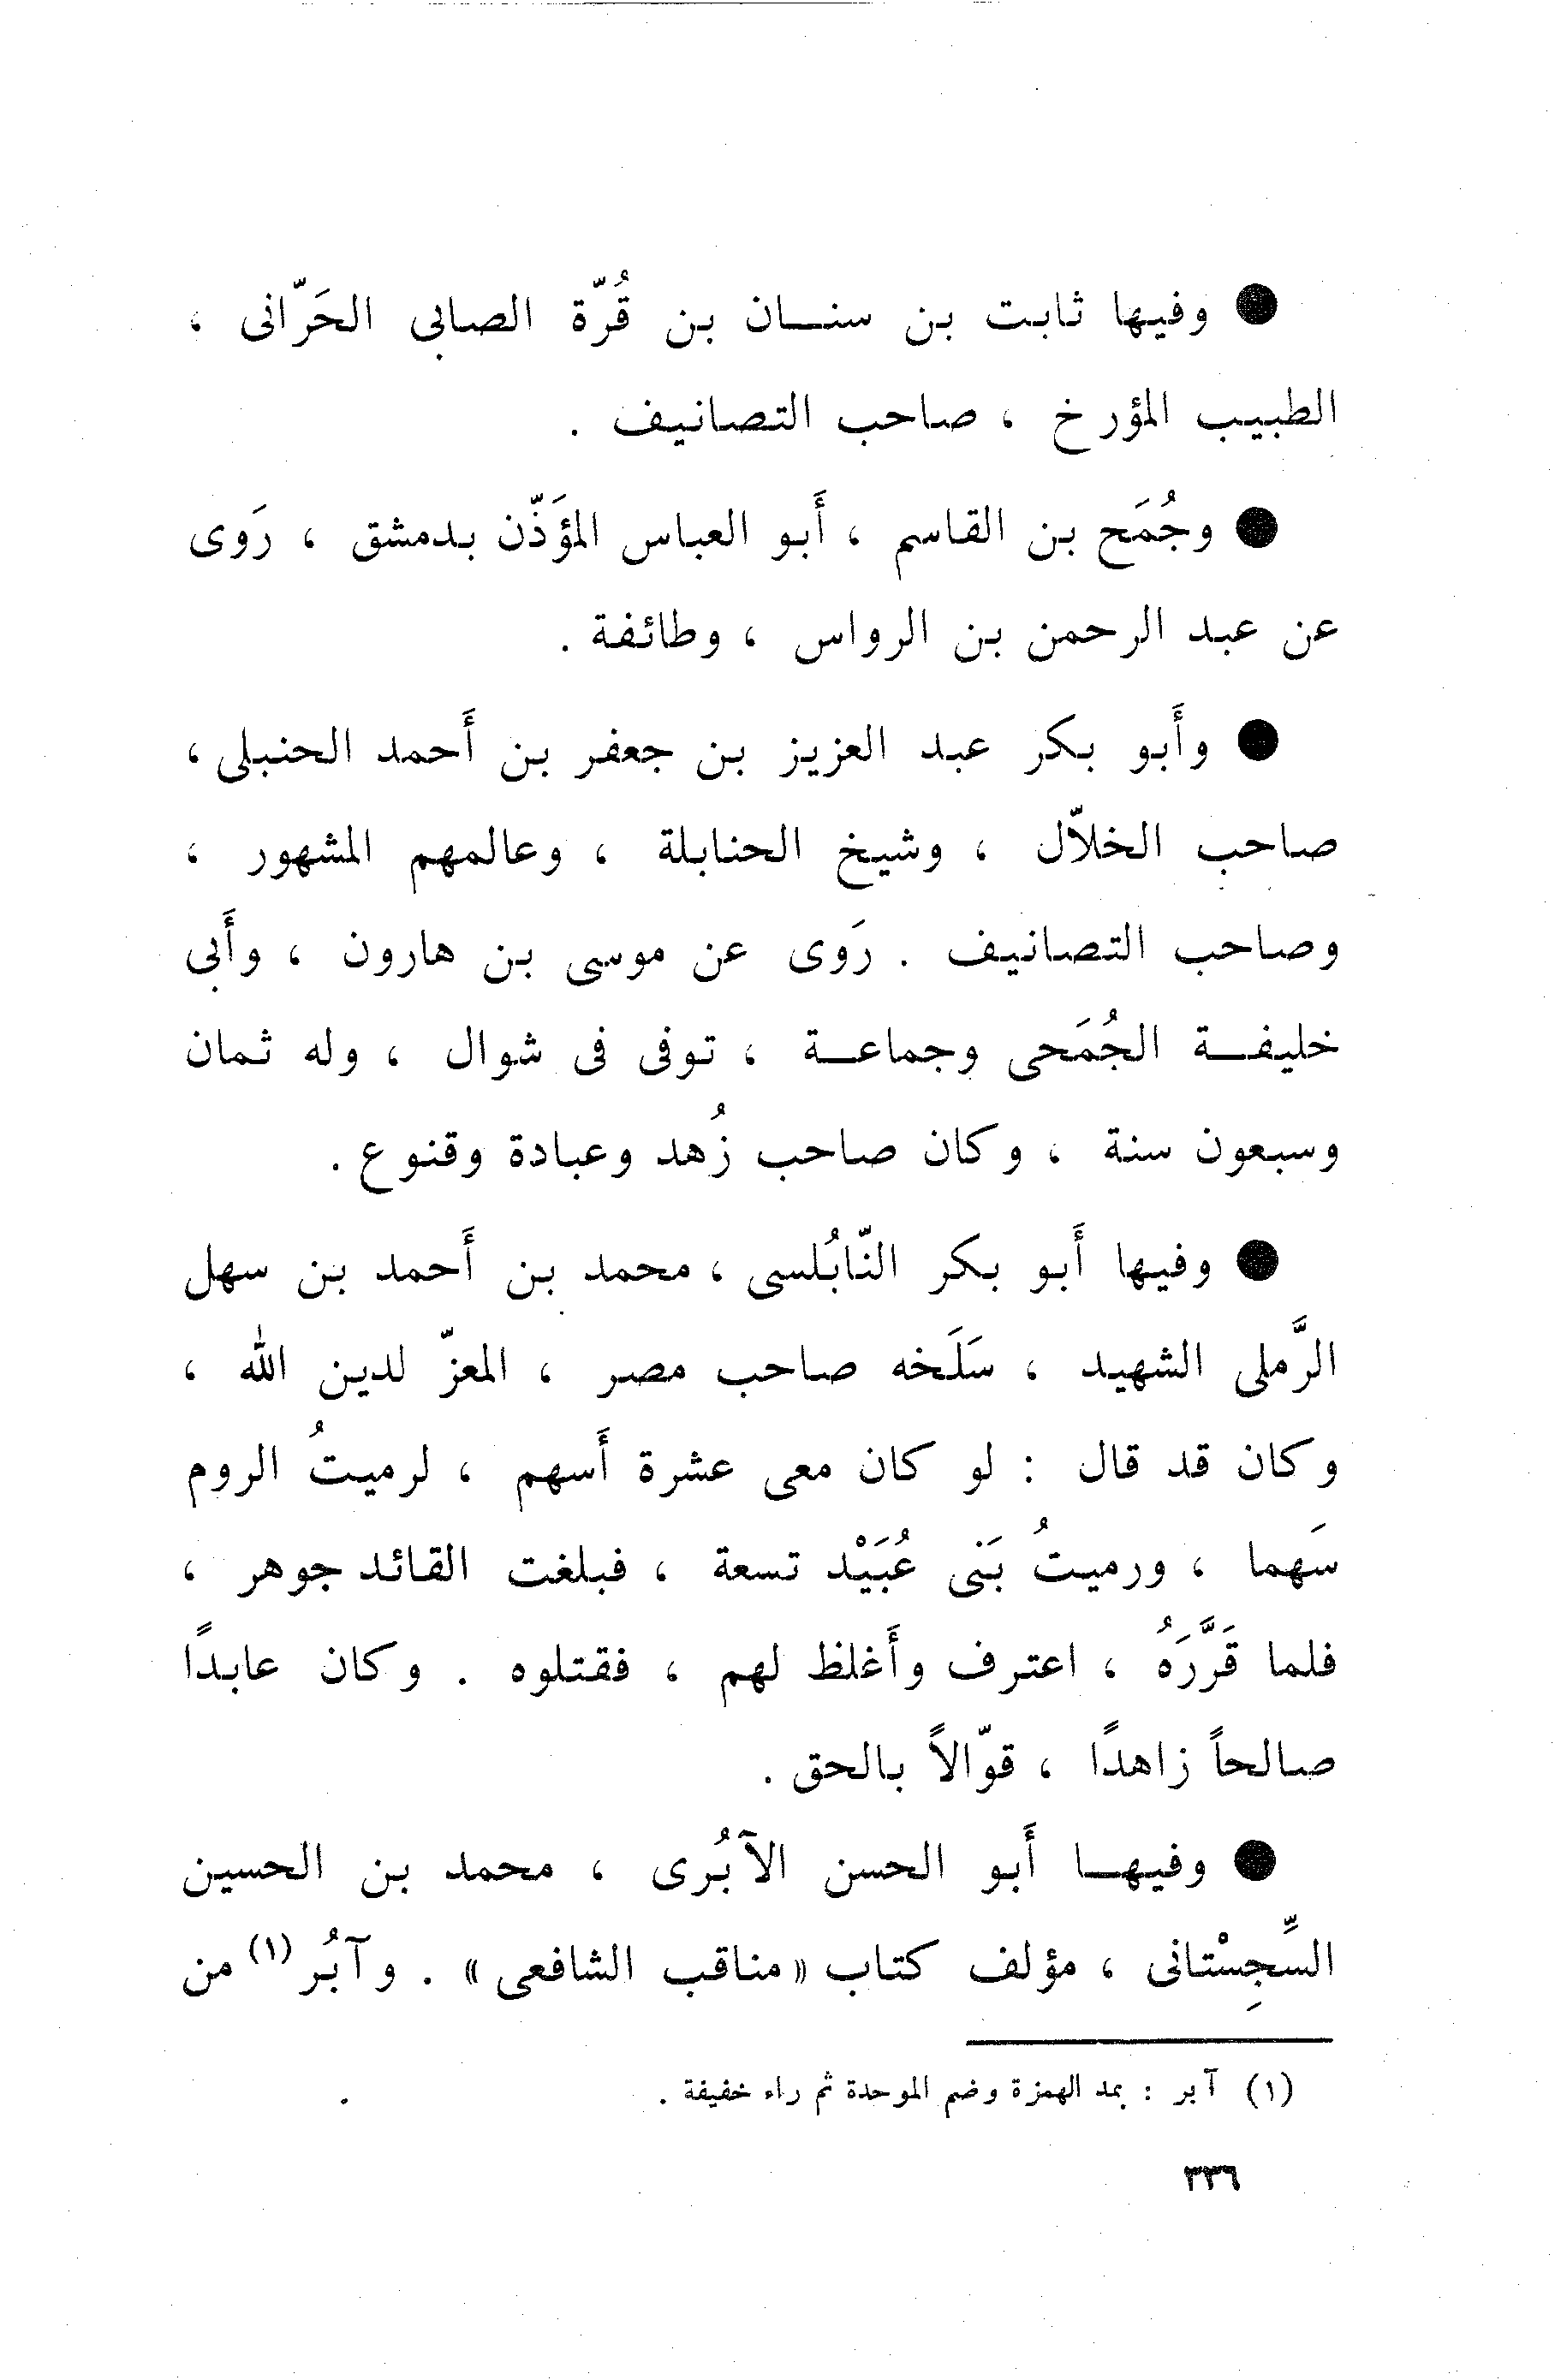 ● وفيها ثابت بن سنــان بن قُرّة الصابى الحَرّانى ،
الطبيب المؤرخ ، صاحب التصانيف .
● وجُمَح بن القاسم ، أَبو العباس المؤَذّن بدمشق ، رَوى
عن عبد الرحمن بن الرواس ، وطائفة .
● وأَبو بكر عبد العزيز بن جعفر بن أَحمد الحنبلى ،
صاحب الخلاّل ، وشيخ الحنابلة ، وعالمهم المشهور ،
وصاحب التصانيف . رَوى عن موسى بن هارون ، وأَبى
خليفــة الجُمَحى وجماعــة ، توفى فى شوال ، وله ثمان
وسبعون سنة ، وكان صاحب زُهد وعبادة وقنوع .
● وفيها أَبو بكر النّابُلسى ، محمد بن أَحمد بن سهل
الرَّملى الشهيد ، سَلَخه صاحب مصر ، المعزّ لدين الله ،
وكان قد قال : لو كان معى عشرة أَسهم ، لرميتُ الروم
سَهما ، ورميتُ بَنى عُبَيْد تسعة ، فبلغت القائد جوهر ،
فلما قَرَّرَهُ ، اعترف وأَغلظ لهم ، فقتلوه . وكان عابدًا
صالحاً زاهدًا ، قوّالاً بالحق .
● وفيهــا أَبو الحسن الآبُرى ، محمد بن الحسين
السِّجِسْتانى ، مؤلف كتاب «مناقب الشافعى» . وآبُر (١) من
(١) آبر : بمد الهمزة وضم الموحدة ثم راء خفيفة .
٣٣٦